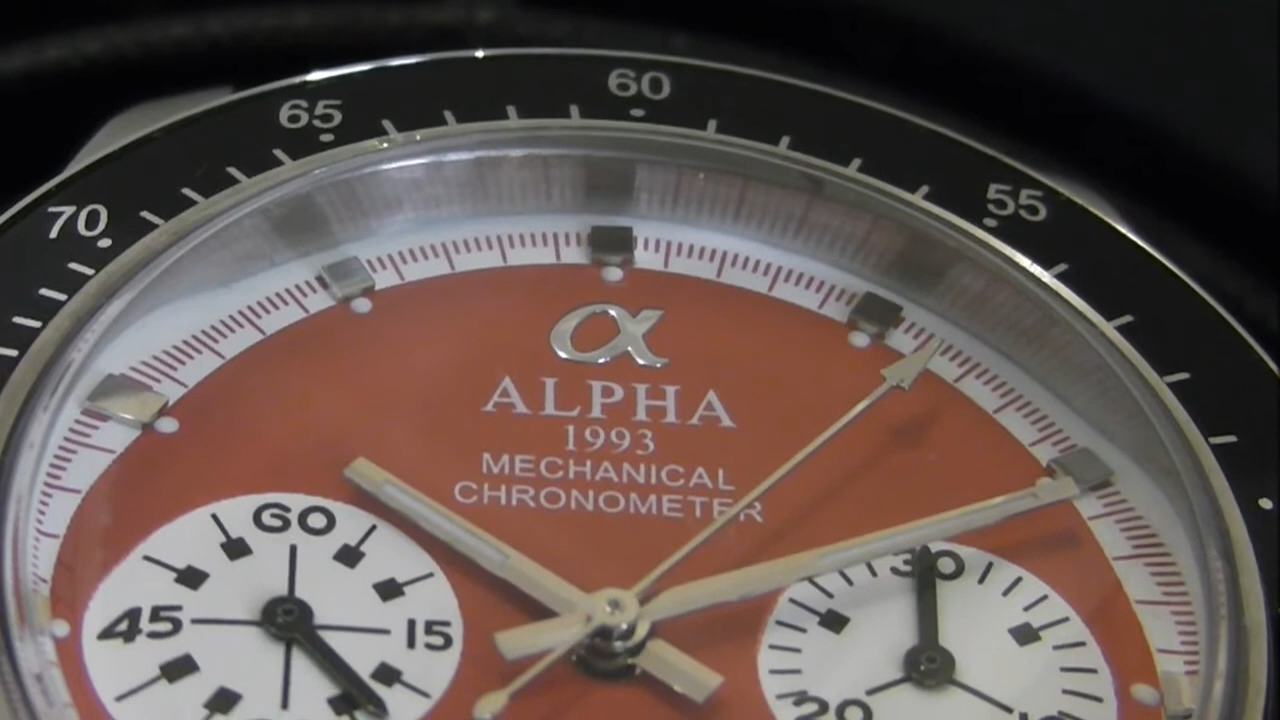 60
65
55
70
α
ALPHA
1993
MECHANICAL
CHRONOMETER
60
45
15
30
20